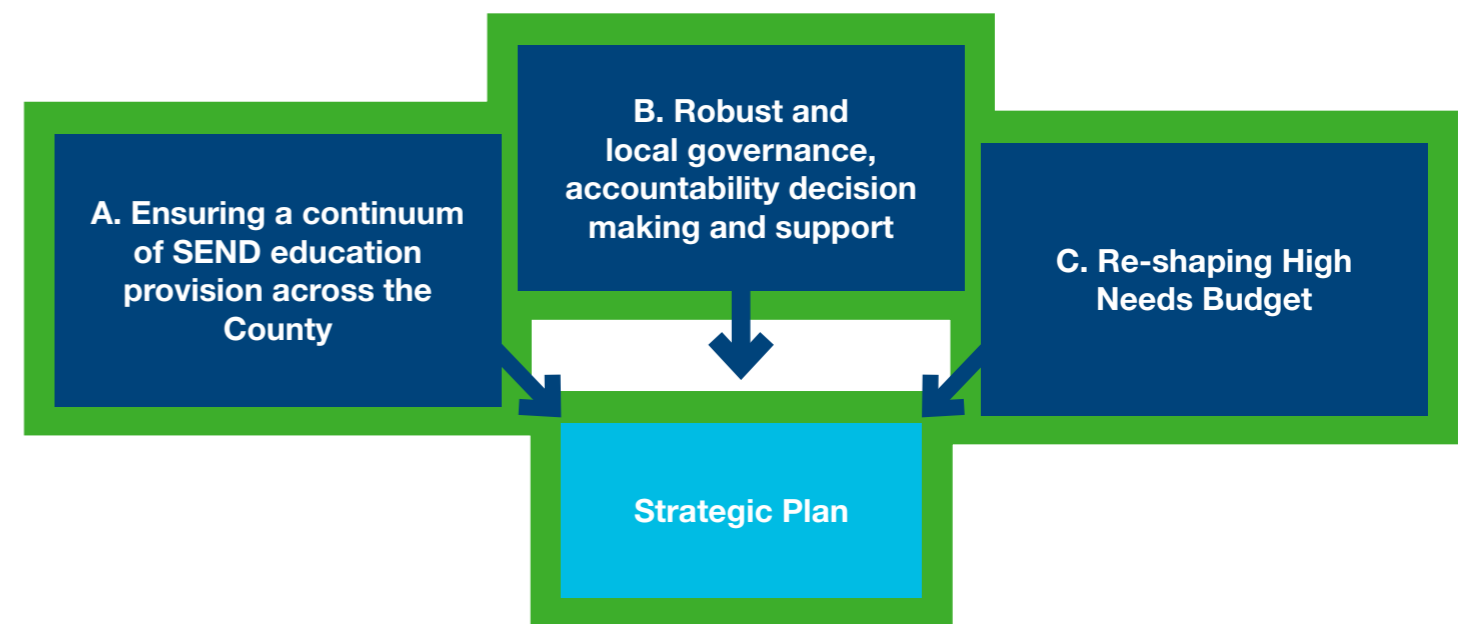 A. Ensuring a continuum
of SEND education
provision across the
County
B. Robust and
local governance,
accountability decision
making and support
C. Re-shaping High
Needs Budget
Strategic Plan